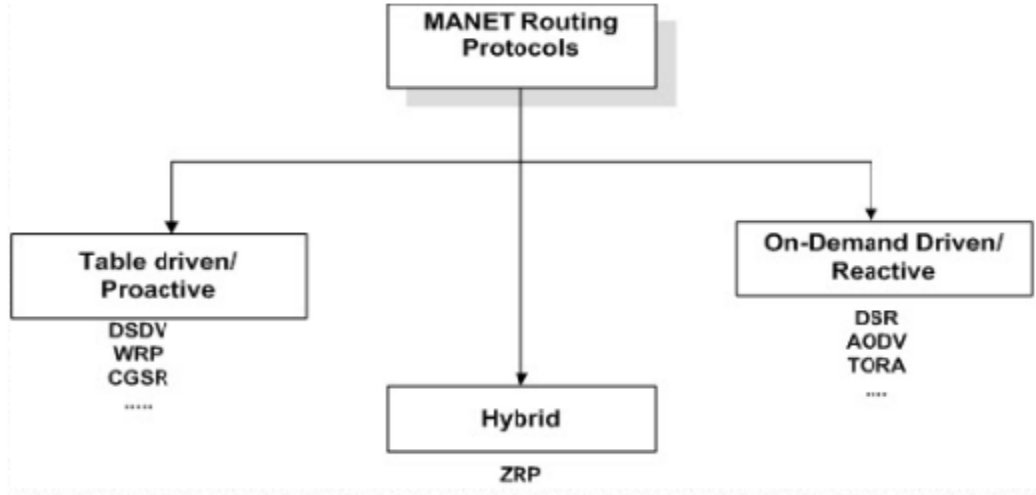 MANET Routing
Protocols
Table driven/
Proactive
DSDV
WRP
CGSR
.....
On-Demand Driven/
Reactive
DSR
AODV
TORA
....
Hybrid
ZRP